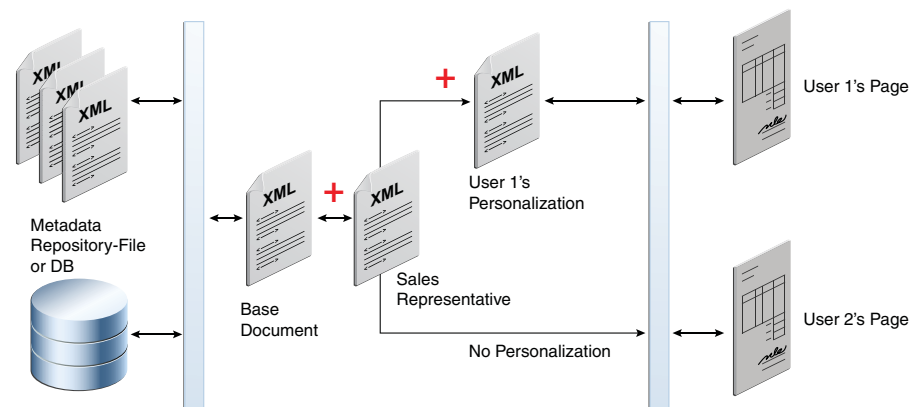 XML
XML
XML
Metadata
Repository-File
or DB
XML
Base
Document
+
XML
Sales
Representative
+
XML
User 1's
Personalization
No Personalization
User 1's Page
User 2's Page